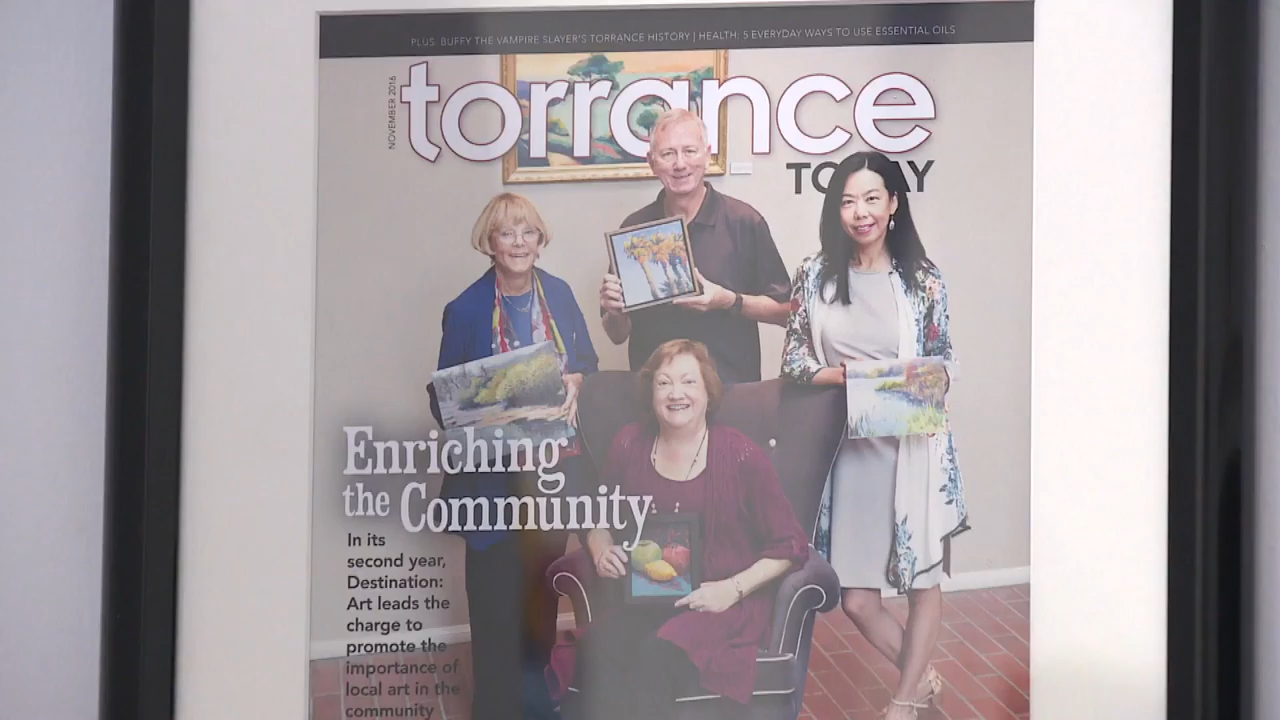 PLUS: BUFFY THE VAMPIRE SLAYER'S TORRANCE HISTORY | HEALTH: 5 EVERYDAY WAYS TO USE ESSENTIAL OILS
NOVEMBER 2016
torrance
TODAY
Enriching
the Community
In its
second year,
Destination:
Art leads the
charge to
promote the
importance of
local art in the
community